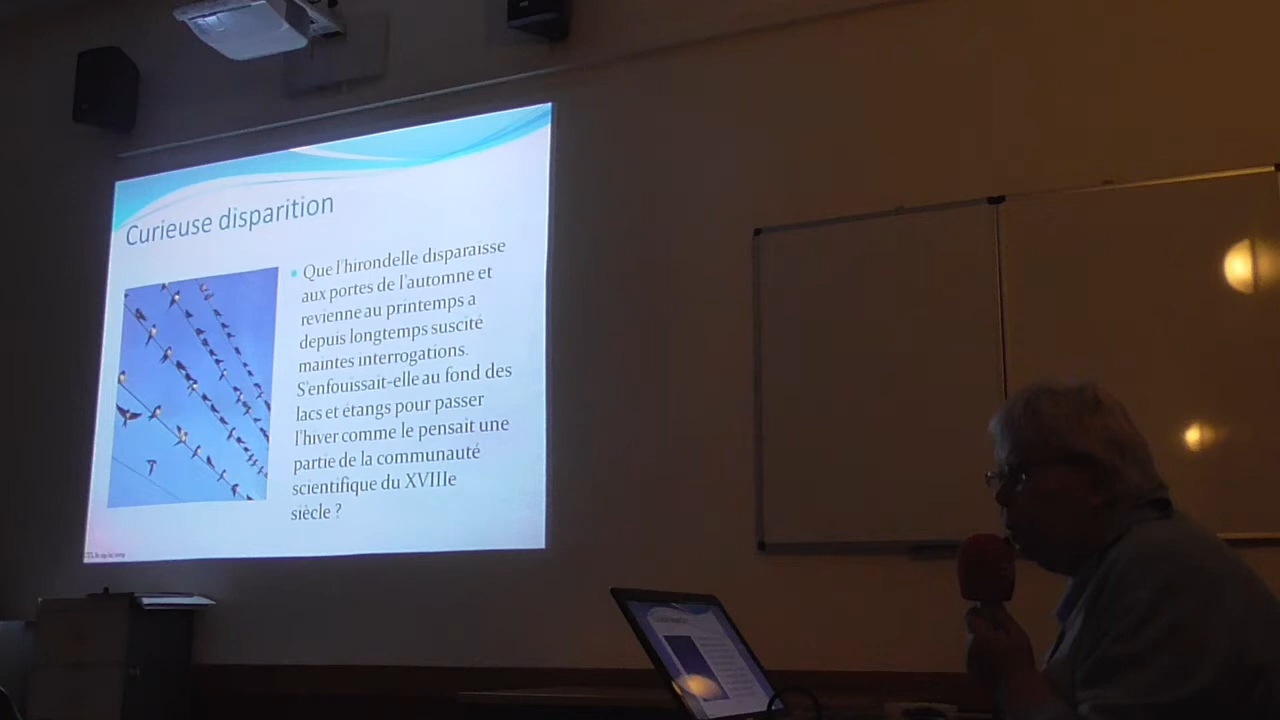 Curieuse disparition
Que l'hirondelle disparaisse
aux portes de l'automne et
revienne au printemps a
depuis longtemps suscité
maintes interrogations.
S'enfouissait-elle au fond des
lacs et étangs pour passer
l'hiver comme le pensait une
partie de la communauté
scientifique du XVIIIe
siècle ?